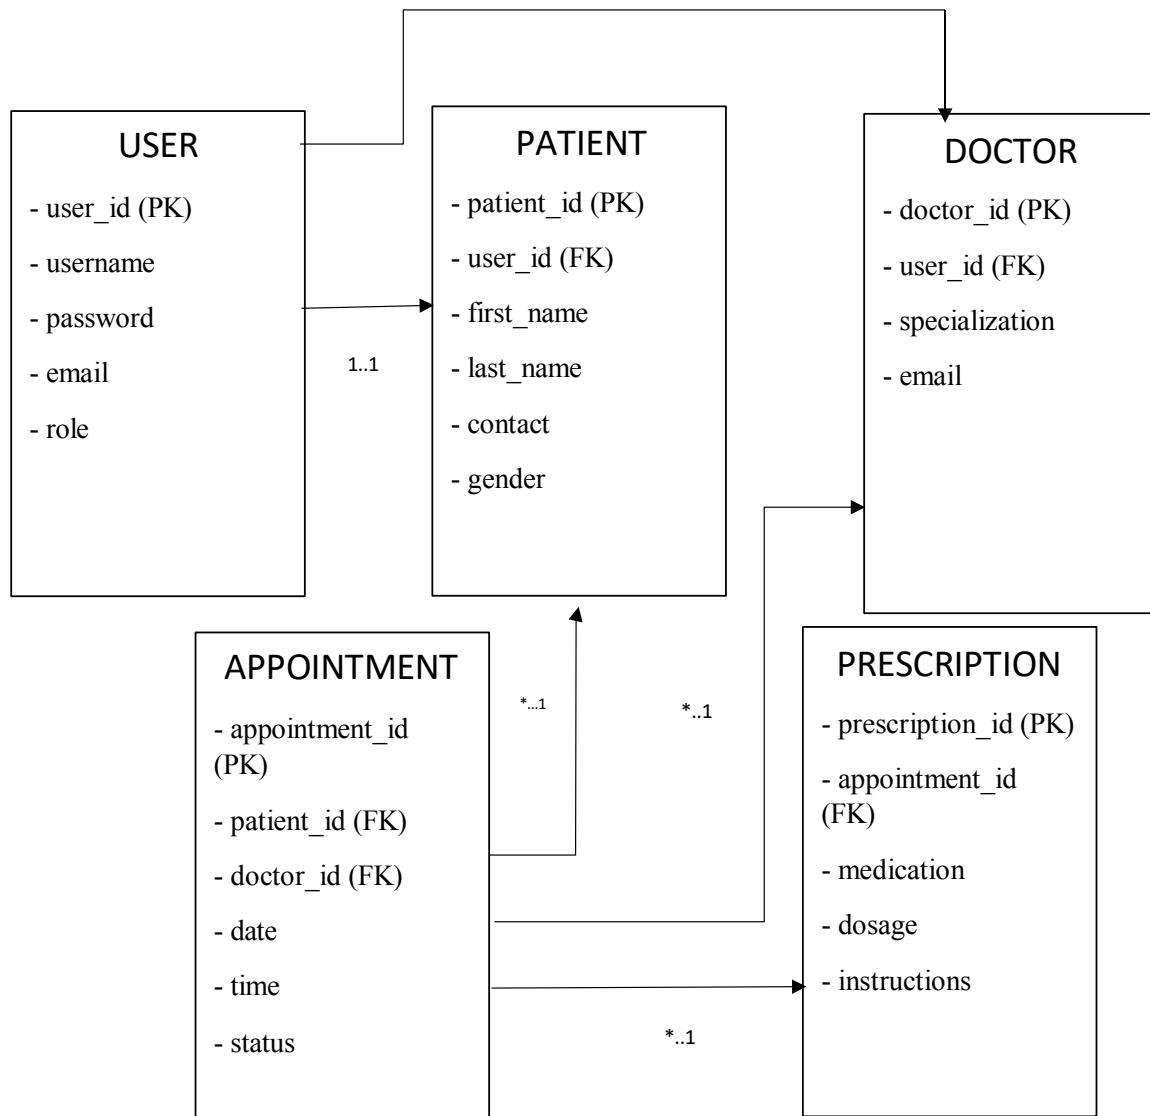 USER
- user_id (PK)
- username
- password
- email
- role
1..1
PATIENT
- patient_id (PK)
- user_id (FK)
- first_name
- last_name
- contact
- gender
DOCTOR
- doctor_id (PK)
- user_id (FK)
- specialization
- email
APPOINTMENT
- appointment_id
(PK)
- patient_id (FK)
- doctor_id (FK)
- date
- time
- status
*...1
*..1
*..1
PRESCRIPTION
- prescription_id (PK)
- appointment_id
(FK)
- medication
- dosage
- instructions